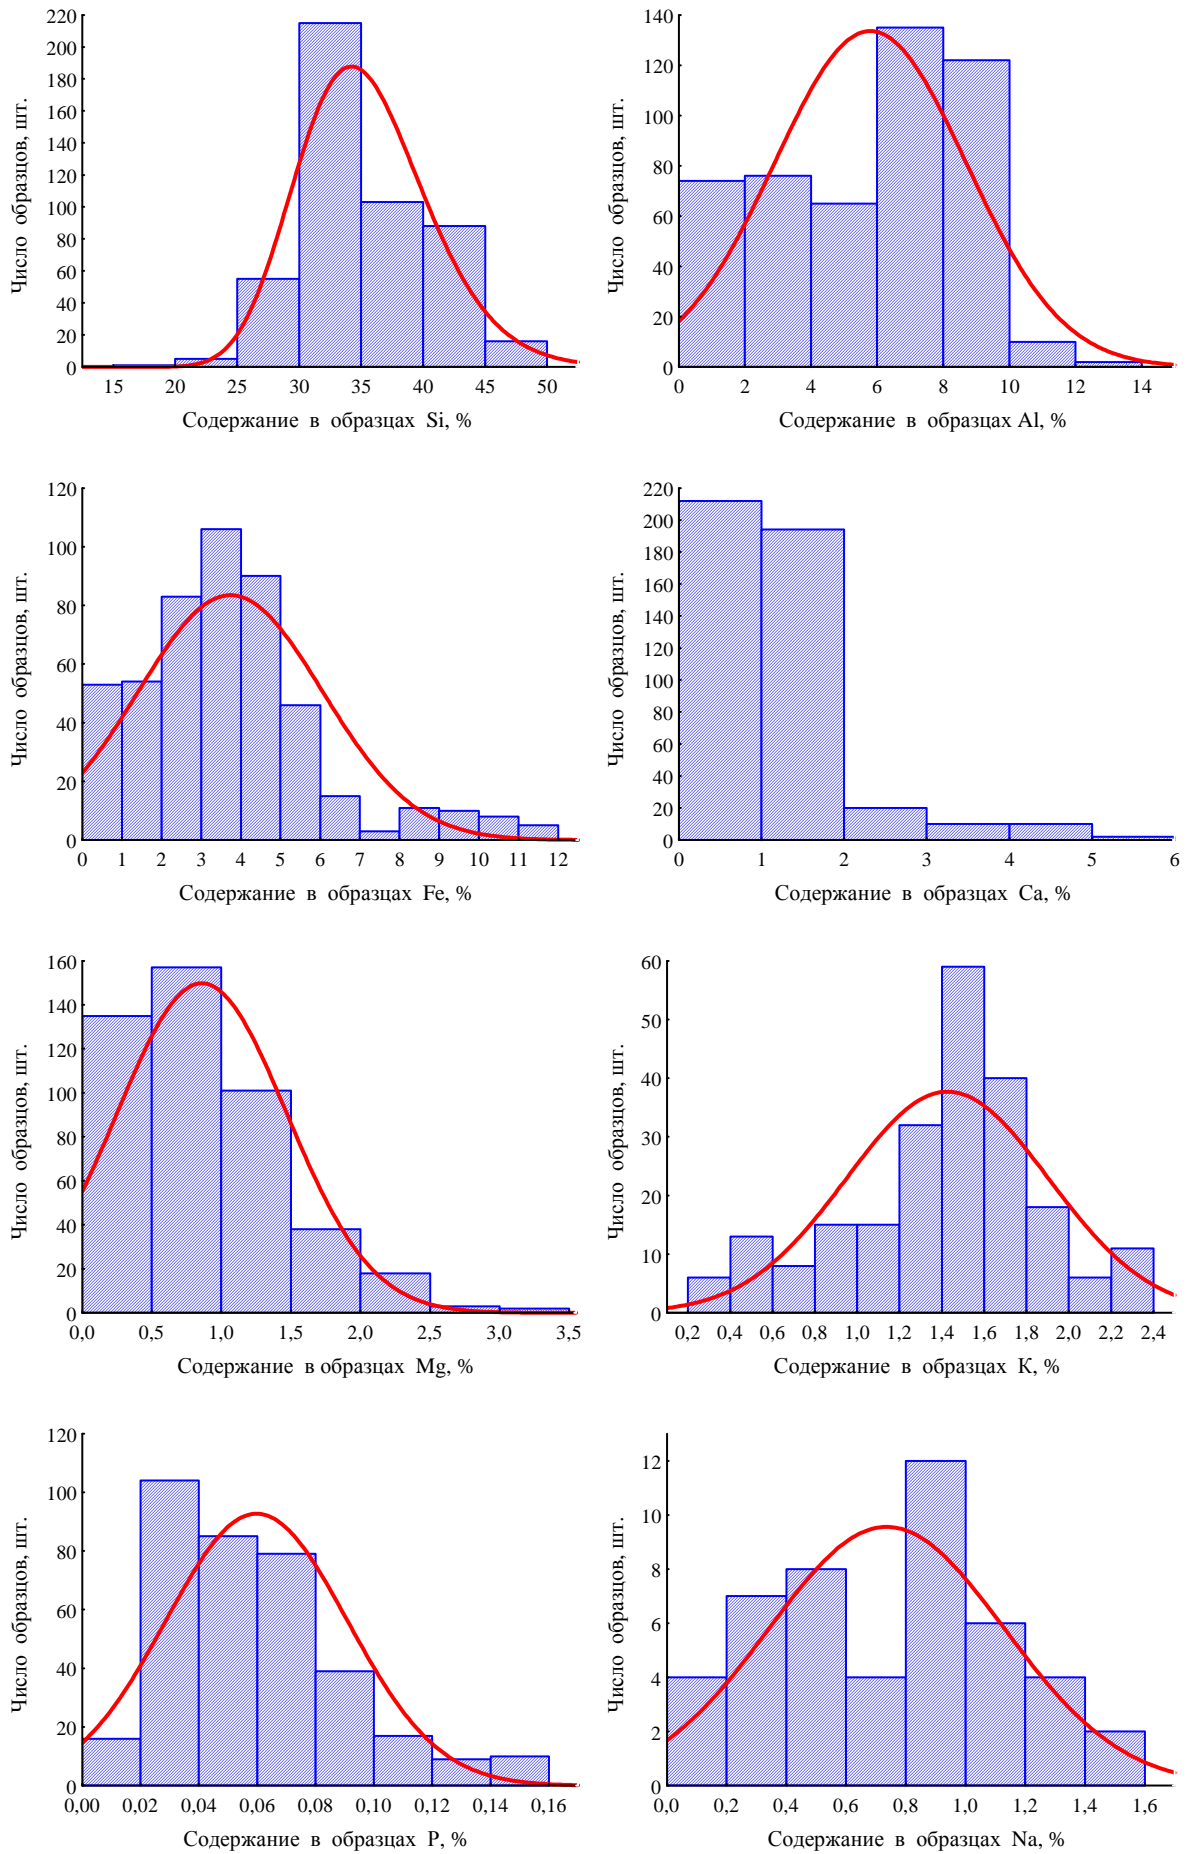 220
200
180
160
140
120
100
80
60
40
20
0
Число образцов, шт.
15 20 25 30 35 40 45 50
Содержание в образцах Si, %
140
120
100
80
60
40
20
0
Число образцов, шт.
0 2 4 6 8 10 12 14
Содержание в образцах Al, %
120
100
80
60
40
20
0
Число образцов, шт.
0 1 2 3 4 5 6 7 8 9 10 11 12
Содержание в образцах Fe, %
220
200
180
160
140
120
100
80
60
40
20
0
Число образцов, шт.
0 1 2 3 4 5 6
Содержание в образцах Ca, %
160
140
120
100
80
60
40
20
0
Число образцов, шт.
0,0 0,5 1,0 1,5 2,0 2,5 3,0 3,5
Содержание в образцах Mg, %
60
50
40
30
20
10
0
Число образцов, шт.
0,2 0,4 0,6 0,8 1,0 1,2 1,4 1,6 1,8 2,0 2,2 2,4
Содержание в образцах К, %
120
100
80
60
40
20
0
Число образцов, шт.
0,00 0,02 0,04 0,06 0,08 0,10 0,12 0,14 0,16
Содержание в образцах P, %
12
10
8
6
4
2
0
Число образцов, шт.
0,0 0,2 0,4 0,6 0,8 1,0 1,2 1,4 1,6
Содержание в образцах Na, %